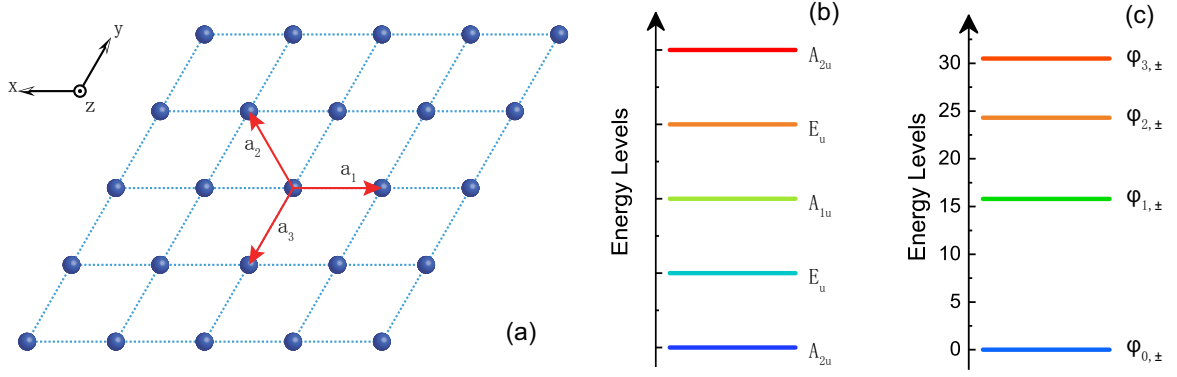 y
x
z
a₁
a₂
a₃
(a)
(b)
Energy Levels
A₂ᵤ
Eᵤ
A₁ᵤ
Eᵤ
A₂ᵤ
(c)
Energy Levels
30
25
20
15
10
5
0
φ₃,±
φ₂,±
φ₁,±
φ₀,±